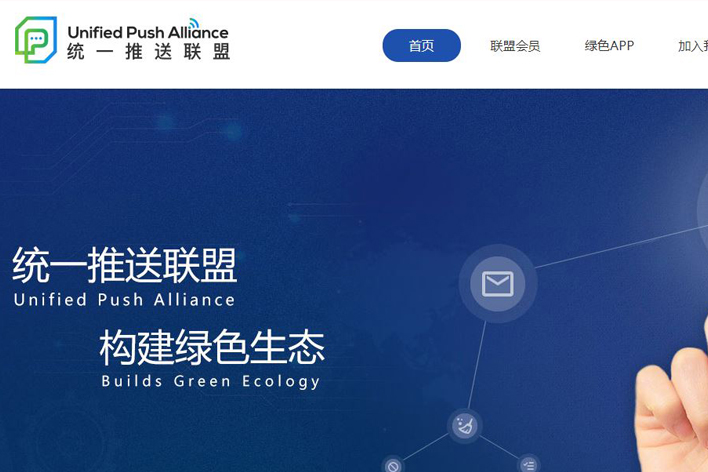 Unified Push Alliance
统一推送联盟
首页
联盟会员
绿色APP
加入
统一推送联盟
Unified Push Alliance
构建绿色生态
Builds Green Ecology